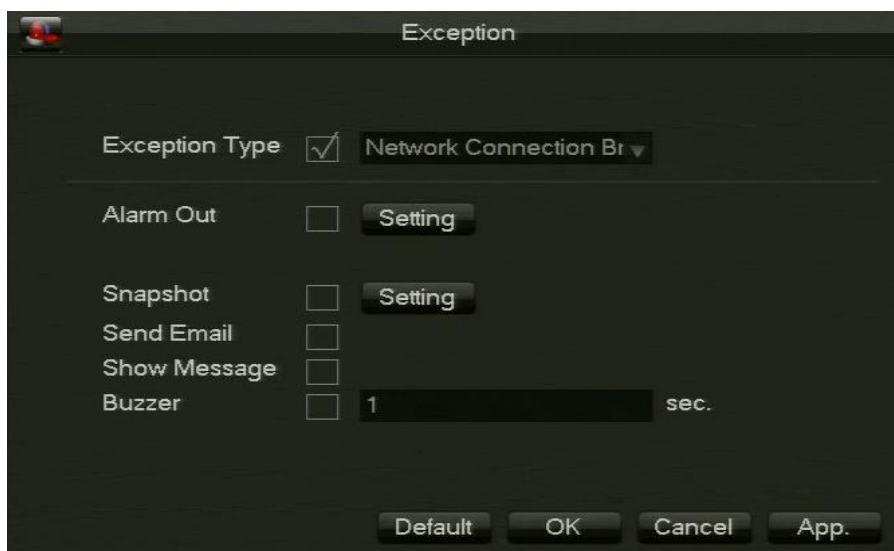 Exception
Exception Type Network Connection Br
Alarm Out Setting
Snapshot Setting
Send Email
Show Message
Buzzer 1 sec.
Default OK Cancel App.